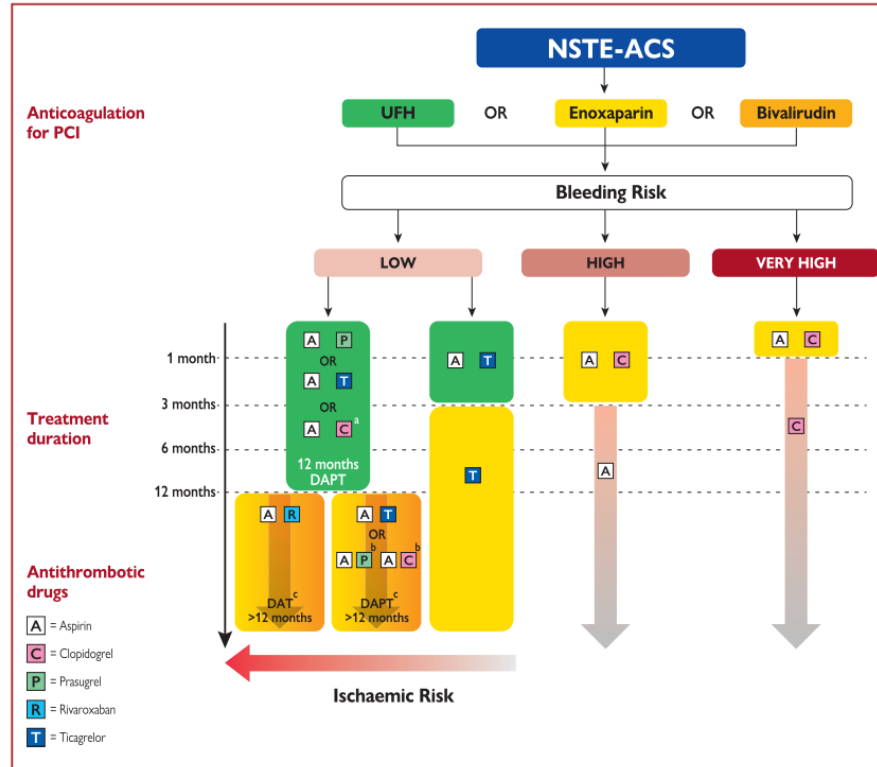 NSTE-ACS
Anticoagulation
for PCI
UFH OR Enoxaparin OR Bivalirudin
Bleeding Risk
LOW HIGH VERY HIGH
Treatment
duration
1 month
3 months
6 months
12 months
A P
OR
A T
OR
A C a
12 months
DAPT
A T
T
A C
A
A C
C
A R
DAT c
>12 months
A T
OR
A P b A C b
DAPT c
>12 months
Ischaemic Risk
Antithrombotic
drugs
A = Aspirin
C = Clopidogrel
P = Prasugrel
R = Rivaroxaban
T = Ticagrelor